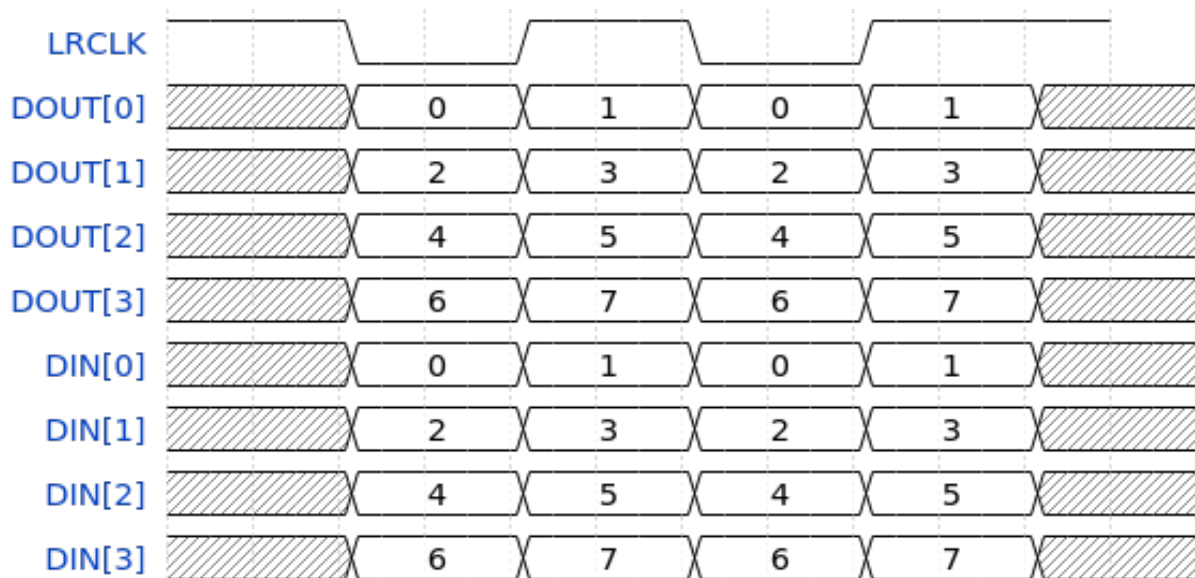 LRCLK
DOUT[0] 0 1 0 1
DOUT[1] 2 3 2 3
DOUT[2] 4 5 4 5
DOUT[3] 6 7 6 7
DIN[0] 0 1 0 1
DIN[1] 2 3 2 3
DIN[2] 4 5 4 5
DIN[3] 6 7 6 7